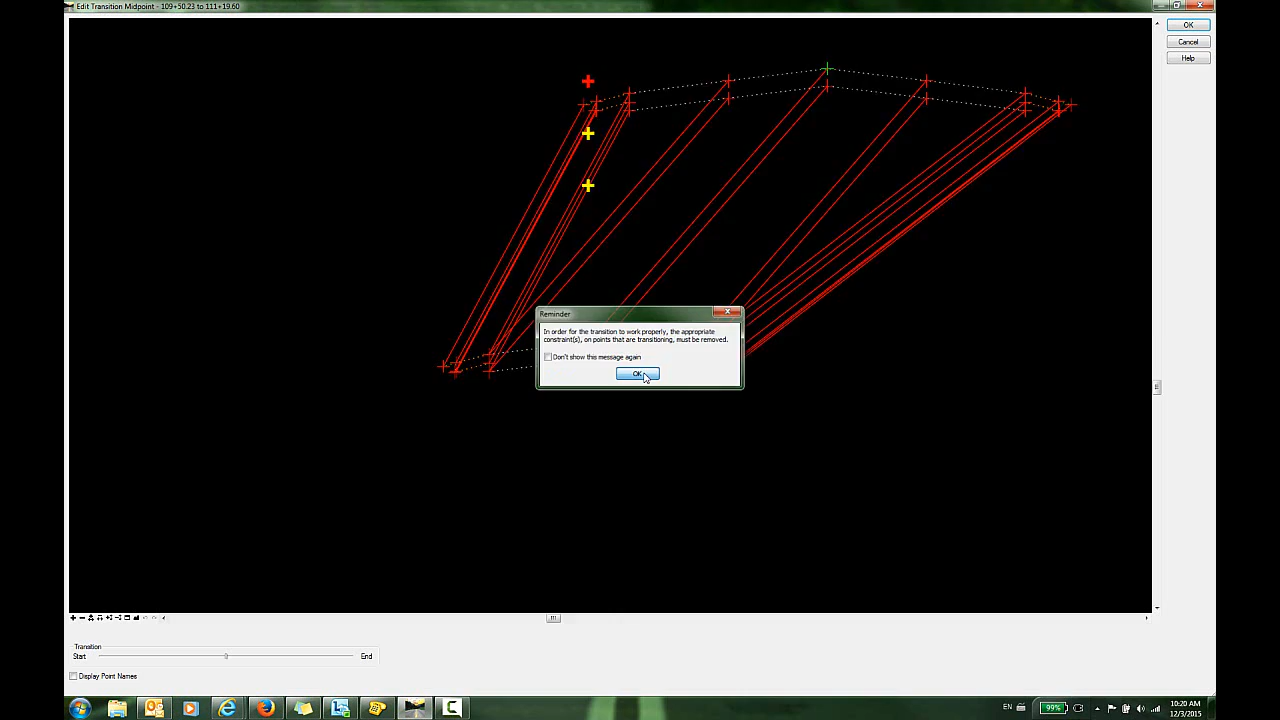 Edit Transition Midpoint - 109+50.23 to 111+19.60
OK
Cancel
Help
Reminder
In order for the transition to work properly, the appropriate
constraint(s), on points that are transitioning, must be removed.
Don't show this message again
OK
Transition
Start
End
Display Point Names
EN
99%
10:20 AM
12/3/2015